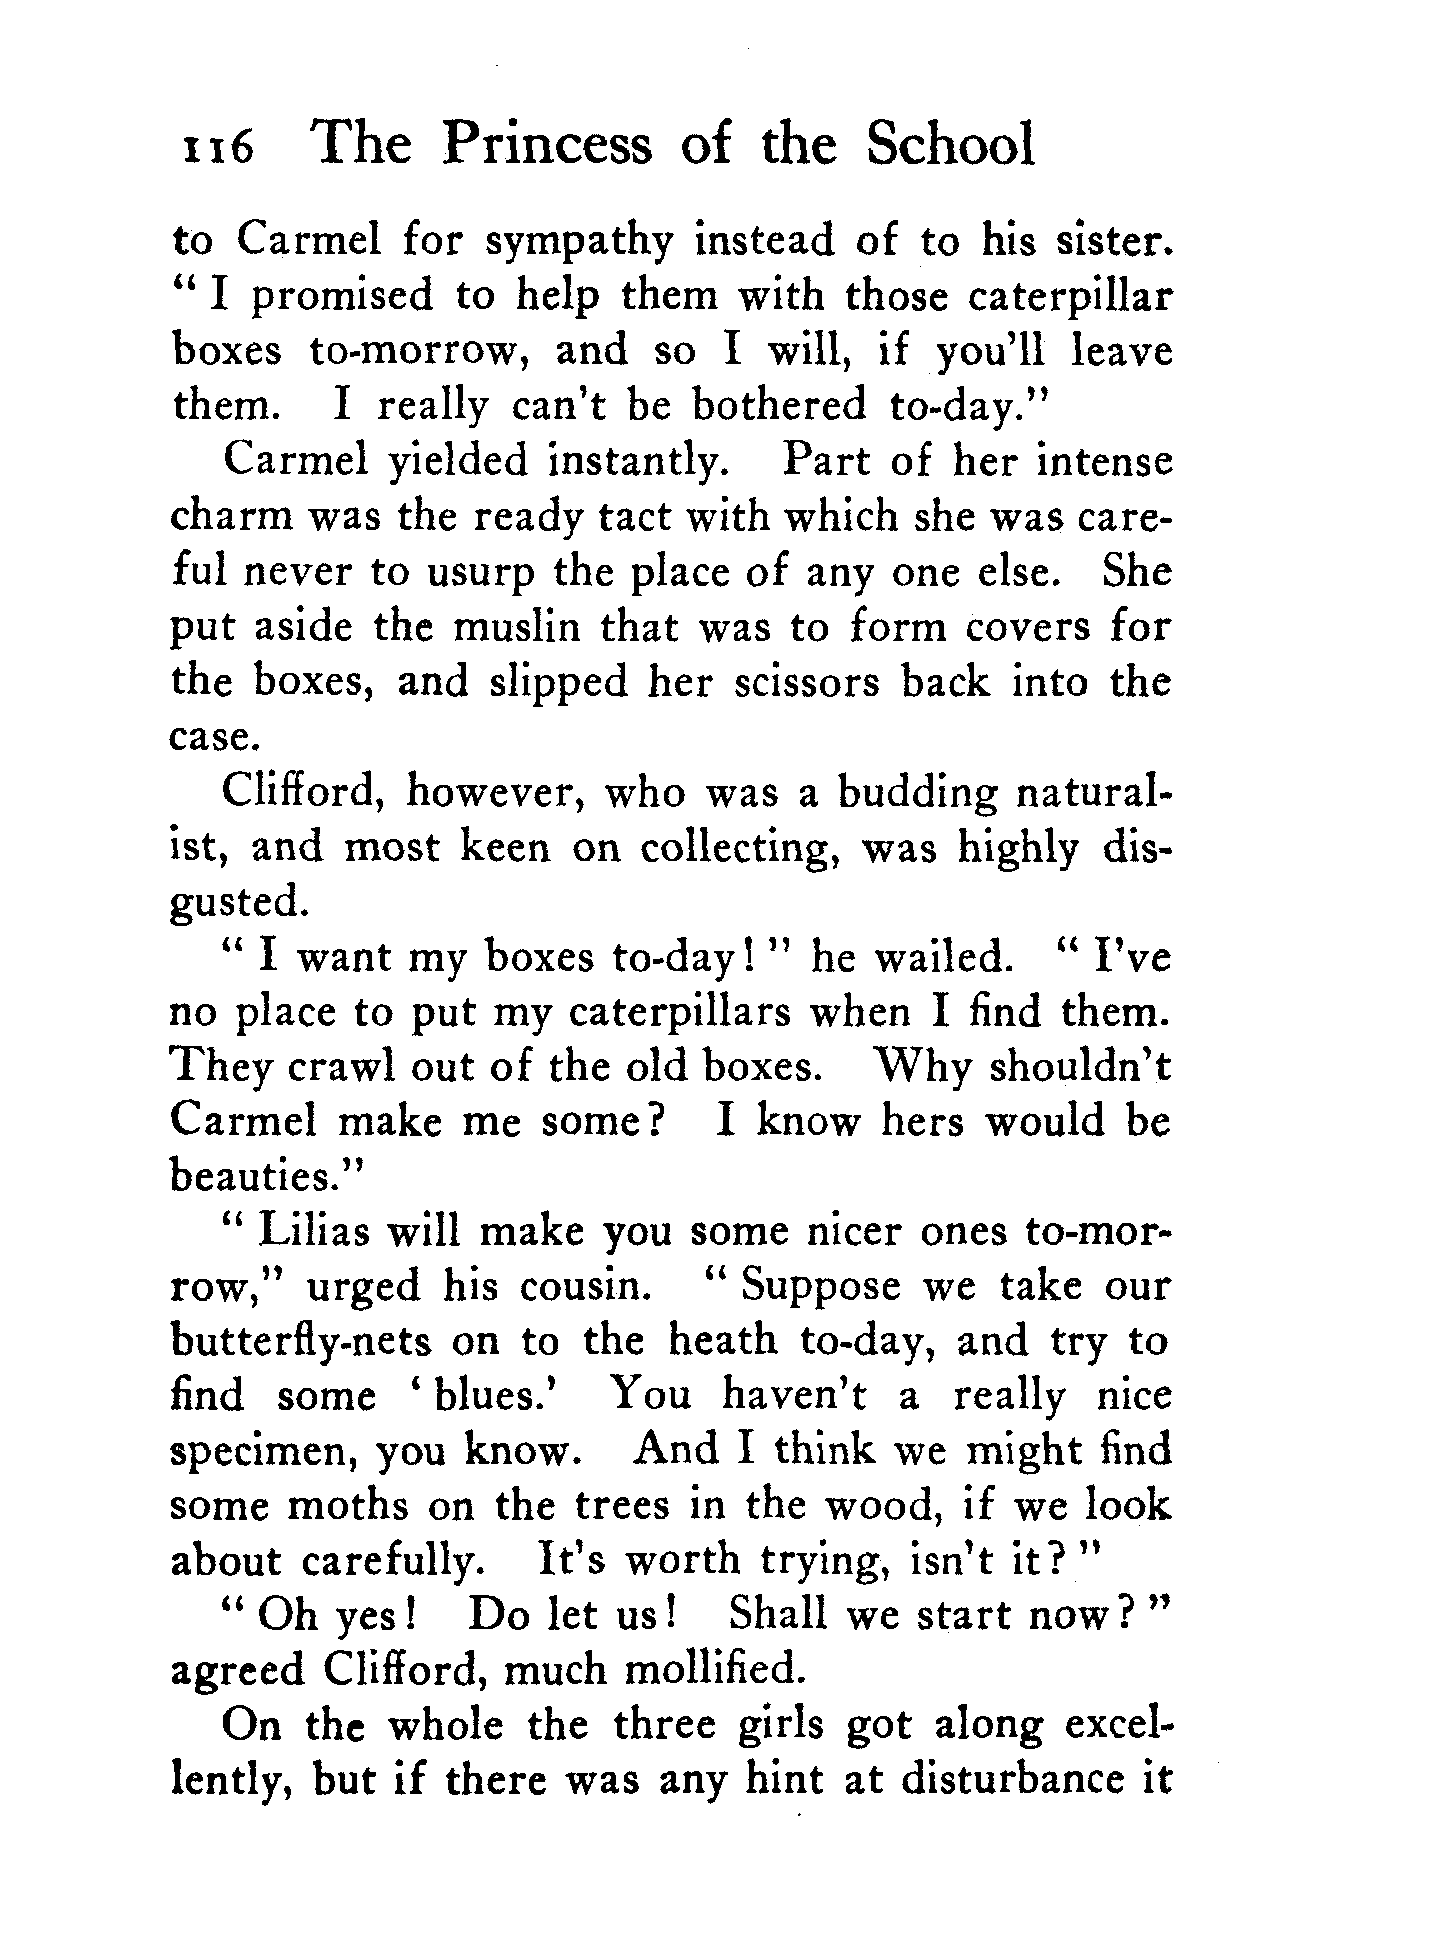 116 The Princess of the School
to Carmel for sympathy instead of to his sister.
“ I promised to help them with those caterpillar
boxes to-morrow, and so I will, if you'll leave
them. I really can't be bothered to-day.”
Carmel yielded instantly. Part of her intense
charm was the ready tact with which she was care-
ful never to usurp the place of any one else. She
put aside the muslin that was to form covers for
the boxes, and slipped her scissors back into the
case.
Clifford, however, who was a budding natural-
ist, and most keen on collecting, was highly dis-
gusted.
“ I want my boxes to-day! ” he wailed. “ I've
no place to put my caterpillars when I find them.
They crawl out of the old boxes. Why shouldn't
Carmel make me some? I know hers would be
beauties.”
“ Lilias will make you some nicer ones to-mor-
row,” urged his cousin. “ Suppose we take our
butterfly-nets on to the heath to-day, and try to
find some ‘ blues.’ You haven't a really nice
specimen, you know. And I think we might find
some moths on the trees in the wood, if we look
about carefully. It's worth trying, isn't it? ”
“ Oh yes! Do let us! Shall we start now? ”
agreed Clifford, much mollified.
On the whole the three girls got along excel-
lently, but if there was any hint at disturbance it